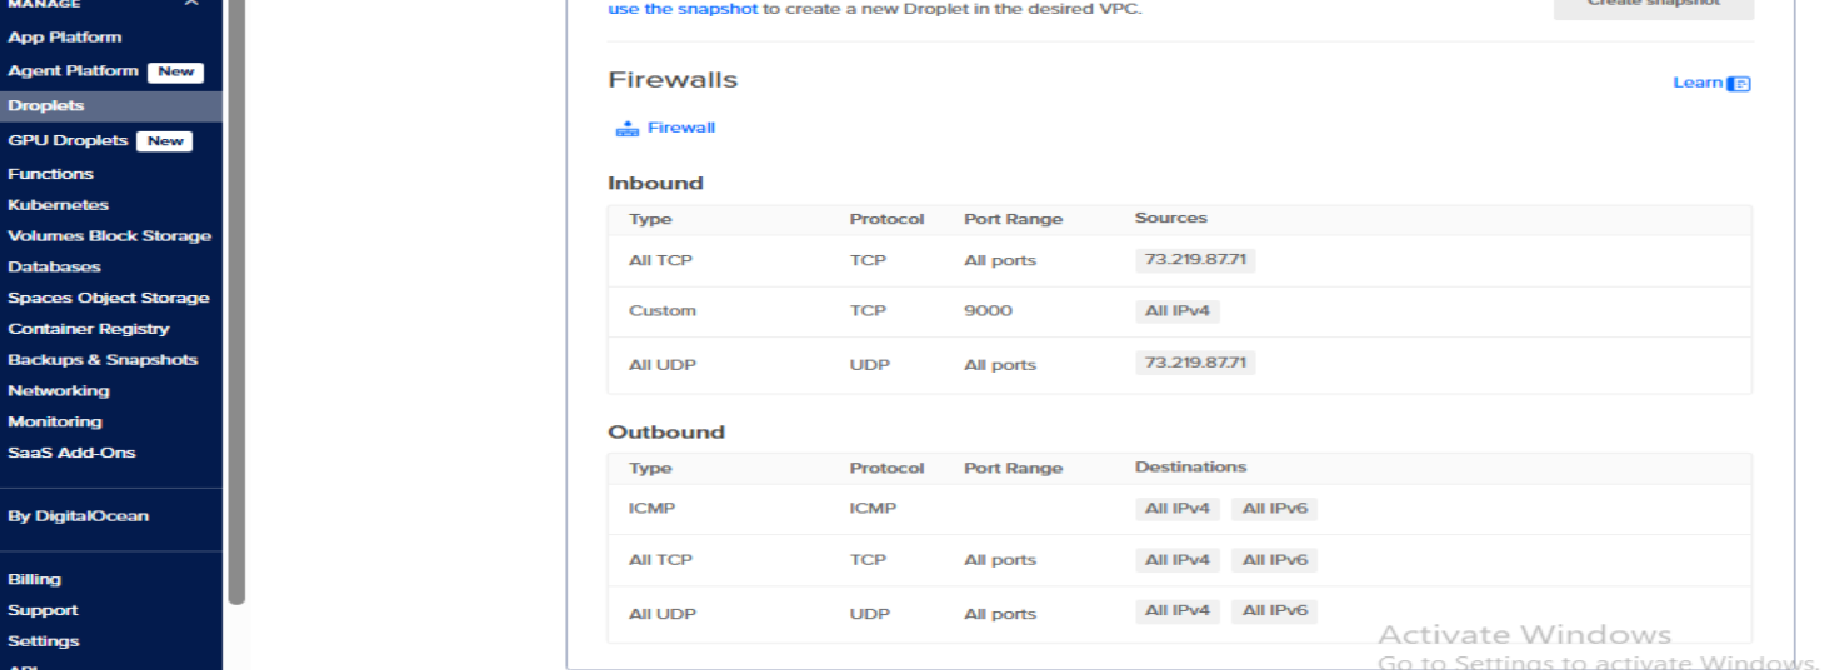 MANAGE
use the snapshot to create a new Droplet in the desired VPC.
Create snapshot
App Platform
Agent Platform New
Droplets
GPU Droplets New
Functions
Kubernetes
Volumes Block Storage
Databases
Spaces Object Storage
Container Registry
Backups & Snapshots
Networking
Monitoring
SaaS Add-Ons
By DigitalOcean
Billing
Support
Settings
API
Firewalls
Learn
Firewall
Inbound
Type Protocol Port Range Sources
All TCP TCP All ports 73.219.87.71
Custom TCP 9000 All IPv4
All UDP UDP All ports 73.219.87.71
Outbound
Type Protocol Port Range Destinations
ICMP ICMP All IPv4 All IPv6
All TCP TCP All ports All IPv4 All IPv6
All UDP UDP All ports All IPv4 All IPv6
Activate Windows
Go to Settings to activate Windows.